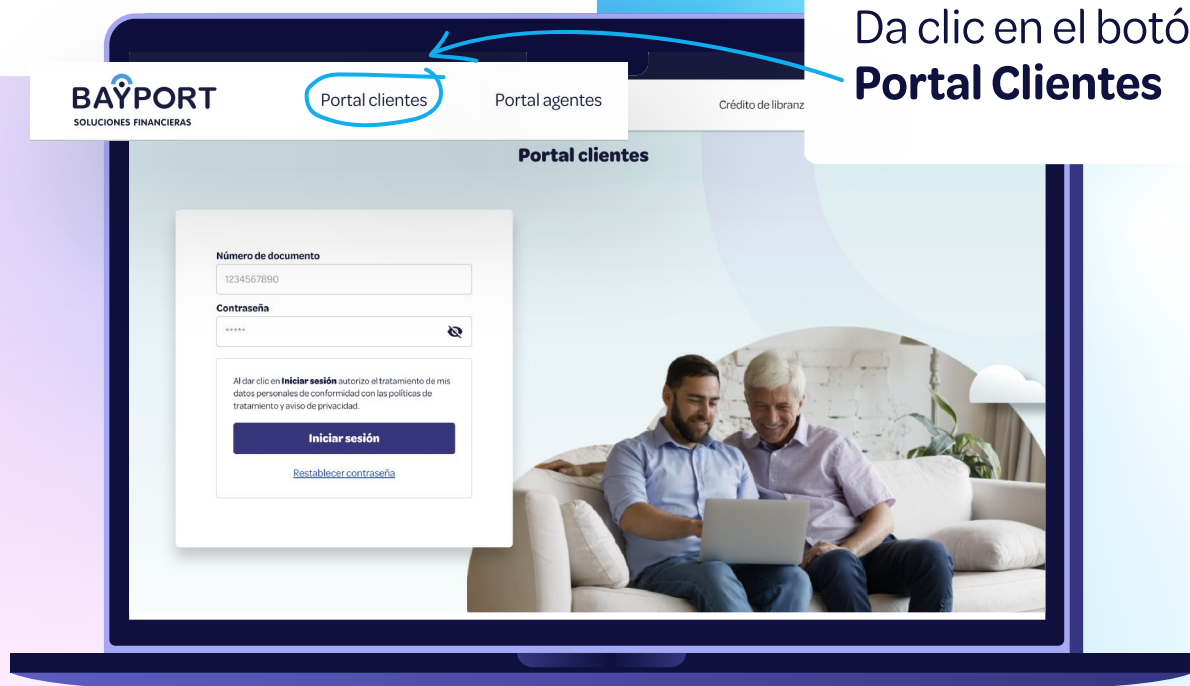 Da clic en el botó
Portal Clientes
BAYPORT
SOLUCIONES FINANCIERAS
Portal clientes
Portal agentes
Crédito de libranz
Portal clientes
Número de documento
1234567890
Contraseña
*****
Al dar clic en Iniciar sesión autorizo el tratamiento de mis
datos personales de conformidad con las políticas de
tratamiento y aviso de privacidad.
Iniciar sesión
Restablecer contraseña